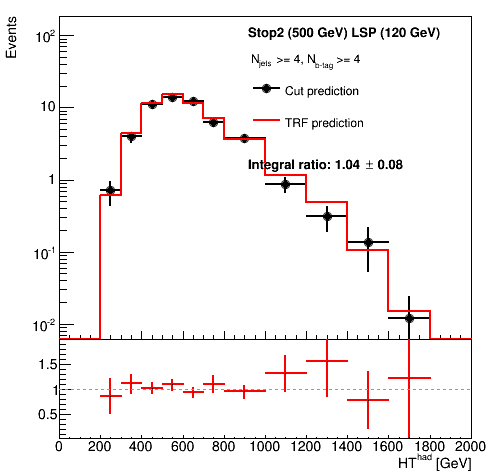 Events
Stop2 (500 GeV) LSP (120 GeV)
N_jets >= 4, N_b-tag >= 4
Cut prediction
TRF prediction
Integral ratio: 1.04 ± 0.08
10^2
10
1
10^-1
10^-2
1.5
1
0.5
0 200 400 600 800 1000 1200 1400 1600 1800 2000
HT^had [GeV]